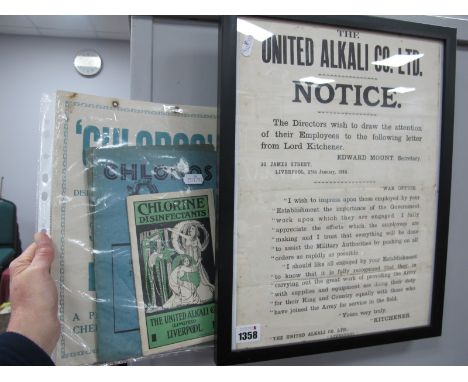 THE
UNITED ALKALI CO. LTD.
NOTICE.
The Directors wish to draw the attention
of their Employees to the following letter
from Lord Kitchener.
EDWARD MOUNT, Secretary.
30 JAMES STREET,
LIVERPOOL, January,
WAR OFFICE.
"I wish to impress upon those employed by your
Establishment the importance of the Government
work upon which they are engaged. I fully
appreciate the efforts which the employees are
making and I trust that everything will be done
to assist the Military Authorities by pushing on all
orders as rapidly as possible.
"I should like all engaged by your Establishment
to know that it is fully recognised that they in
carrying out the great work of providing the Army
with supplies and equipment are doing their duty
for their King and Country equally with those who
have joined the Army for service in the field.
Yours very truly,
"KITCHENER.
THE UNITED ALKALI CO. LTD.
1358
'CHLOROS'
CHLOROS
CHLORINE
DISINFECTANTS
THE UNITED ALKALI CO
LIMITED
LIVERPOOL
A P
CHE